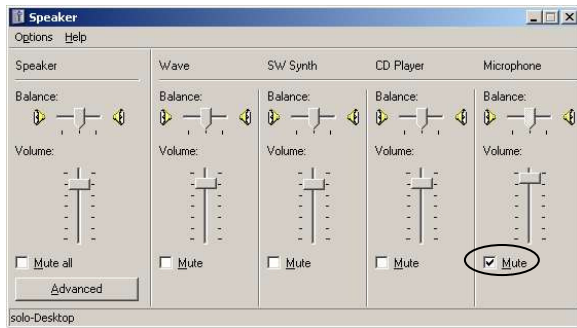 Speaker
Options Help
Speaker Wave SW Synth CD Player Microphone
Balance: Balance: Balance: Balance: Balance:
Volume: Volume: Volume: Volume: Volume:
Mute all Mute Mute Mute Mute
Advanced
solo-Desktop